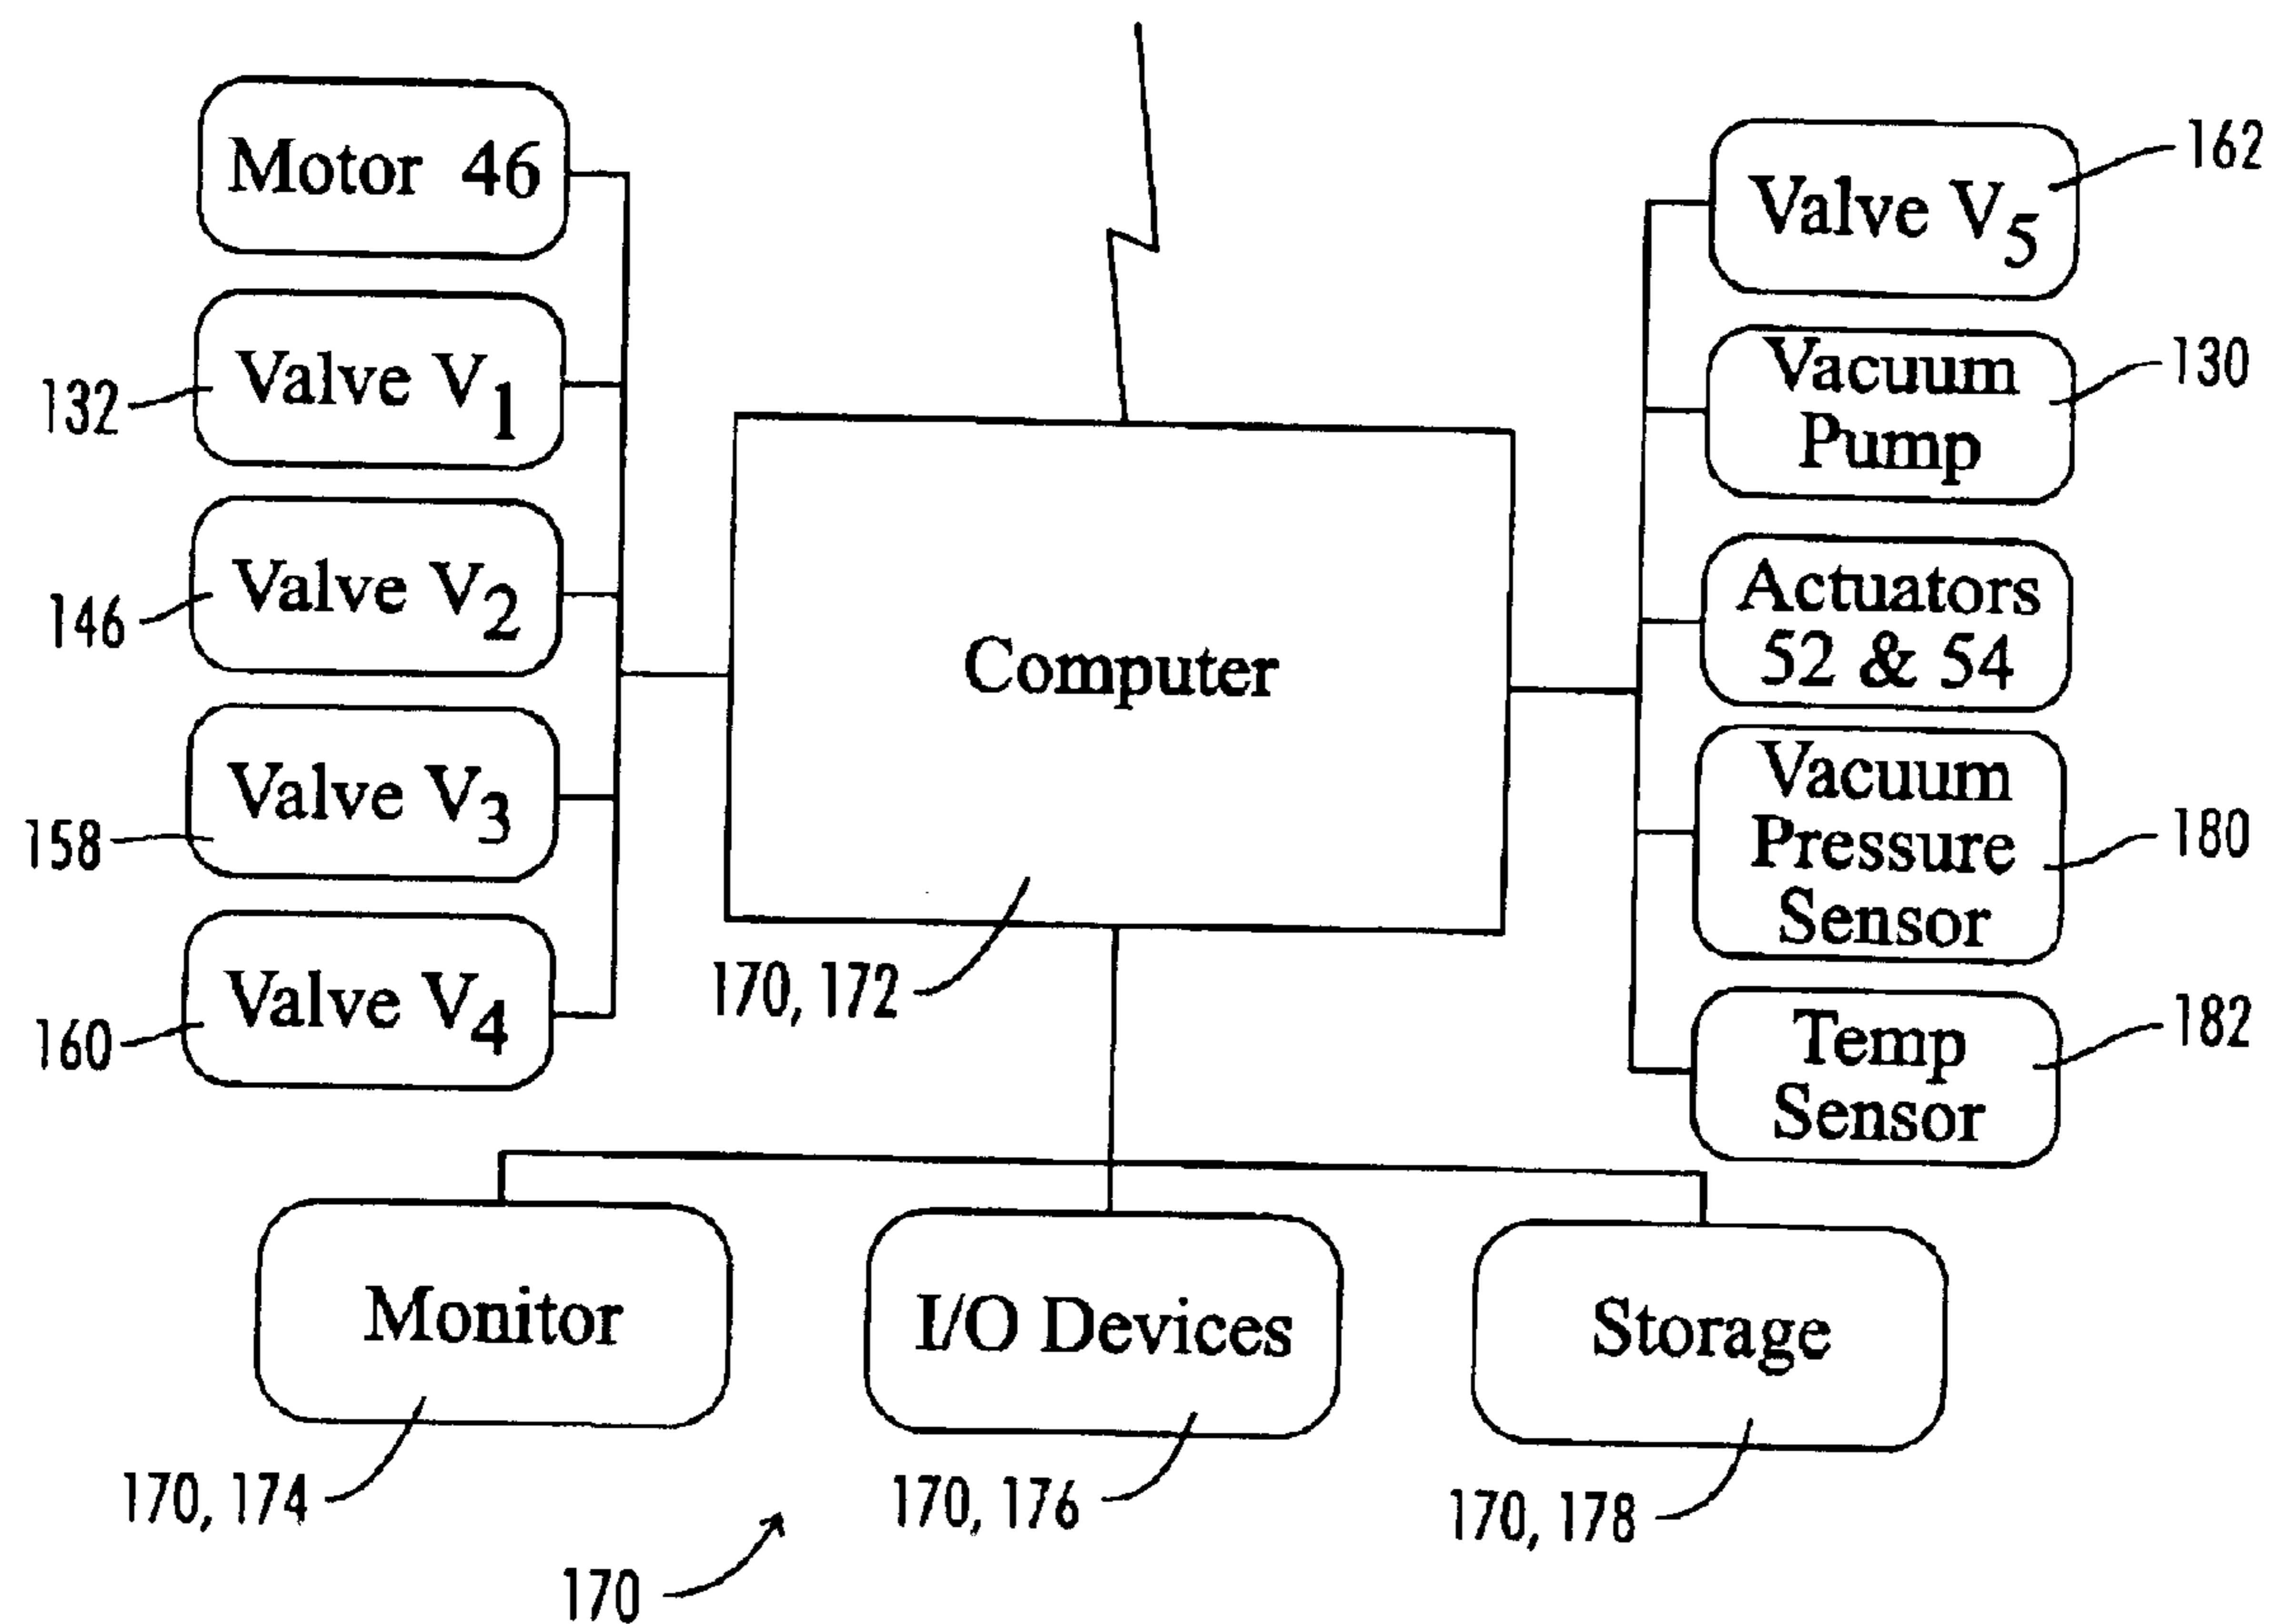 Motor 46
Valve V1
132
Valve V2
146
Valve V3
158
Valve V4
160
Computer
170, 172
Valve V5
162
Vacuum
Pump
130
Actuators
52 & 54
Vacuum
Pressure
Sensor
180
Temp
Sensor
182
Monitor
170, 174
I/O Devices
170, 176
Storage
170, 178
170